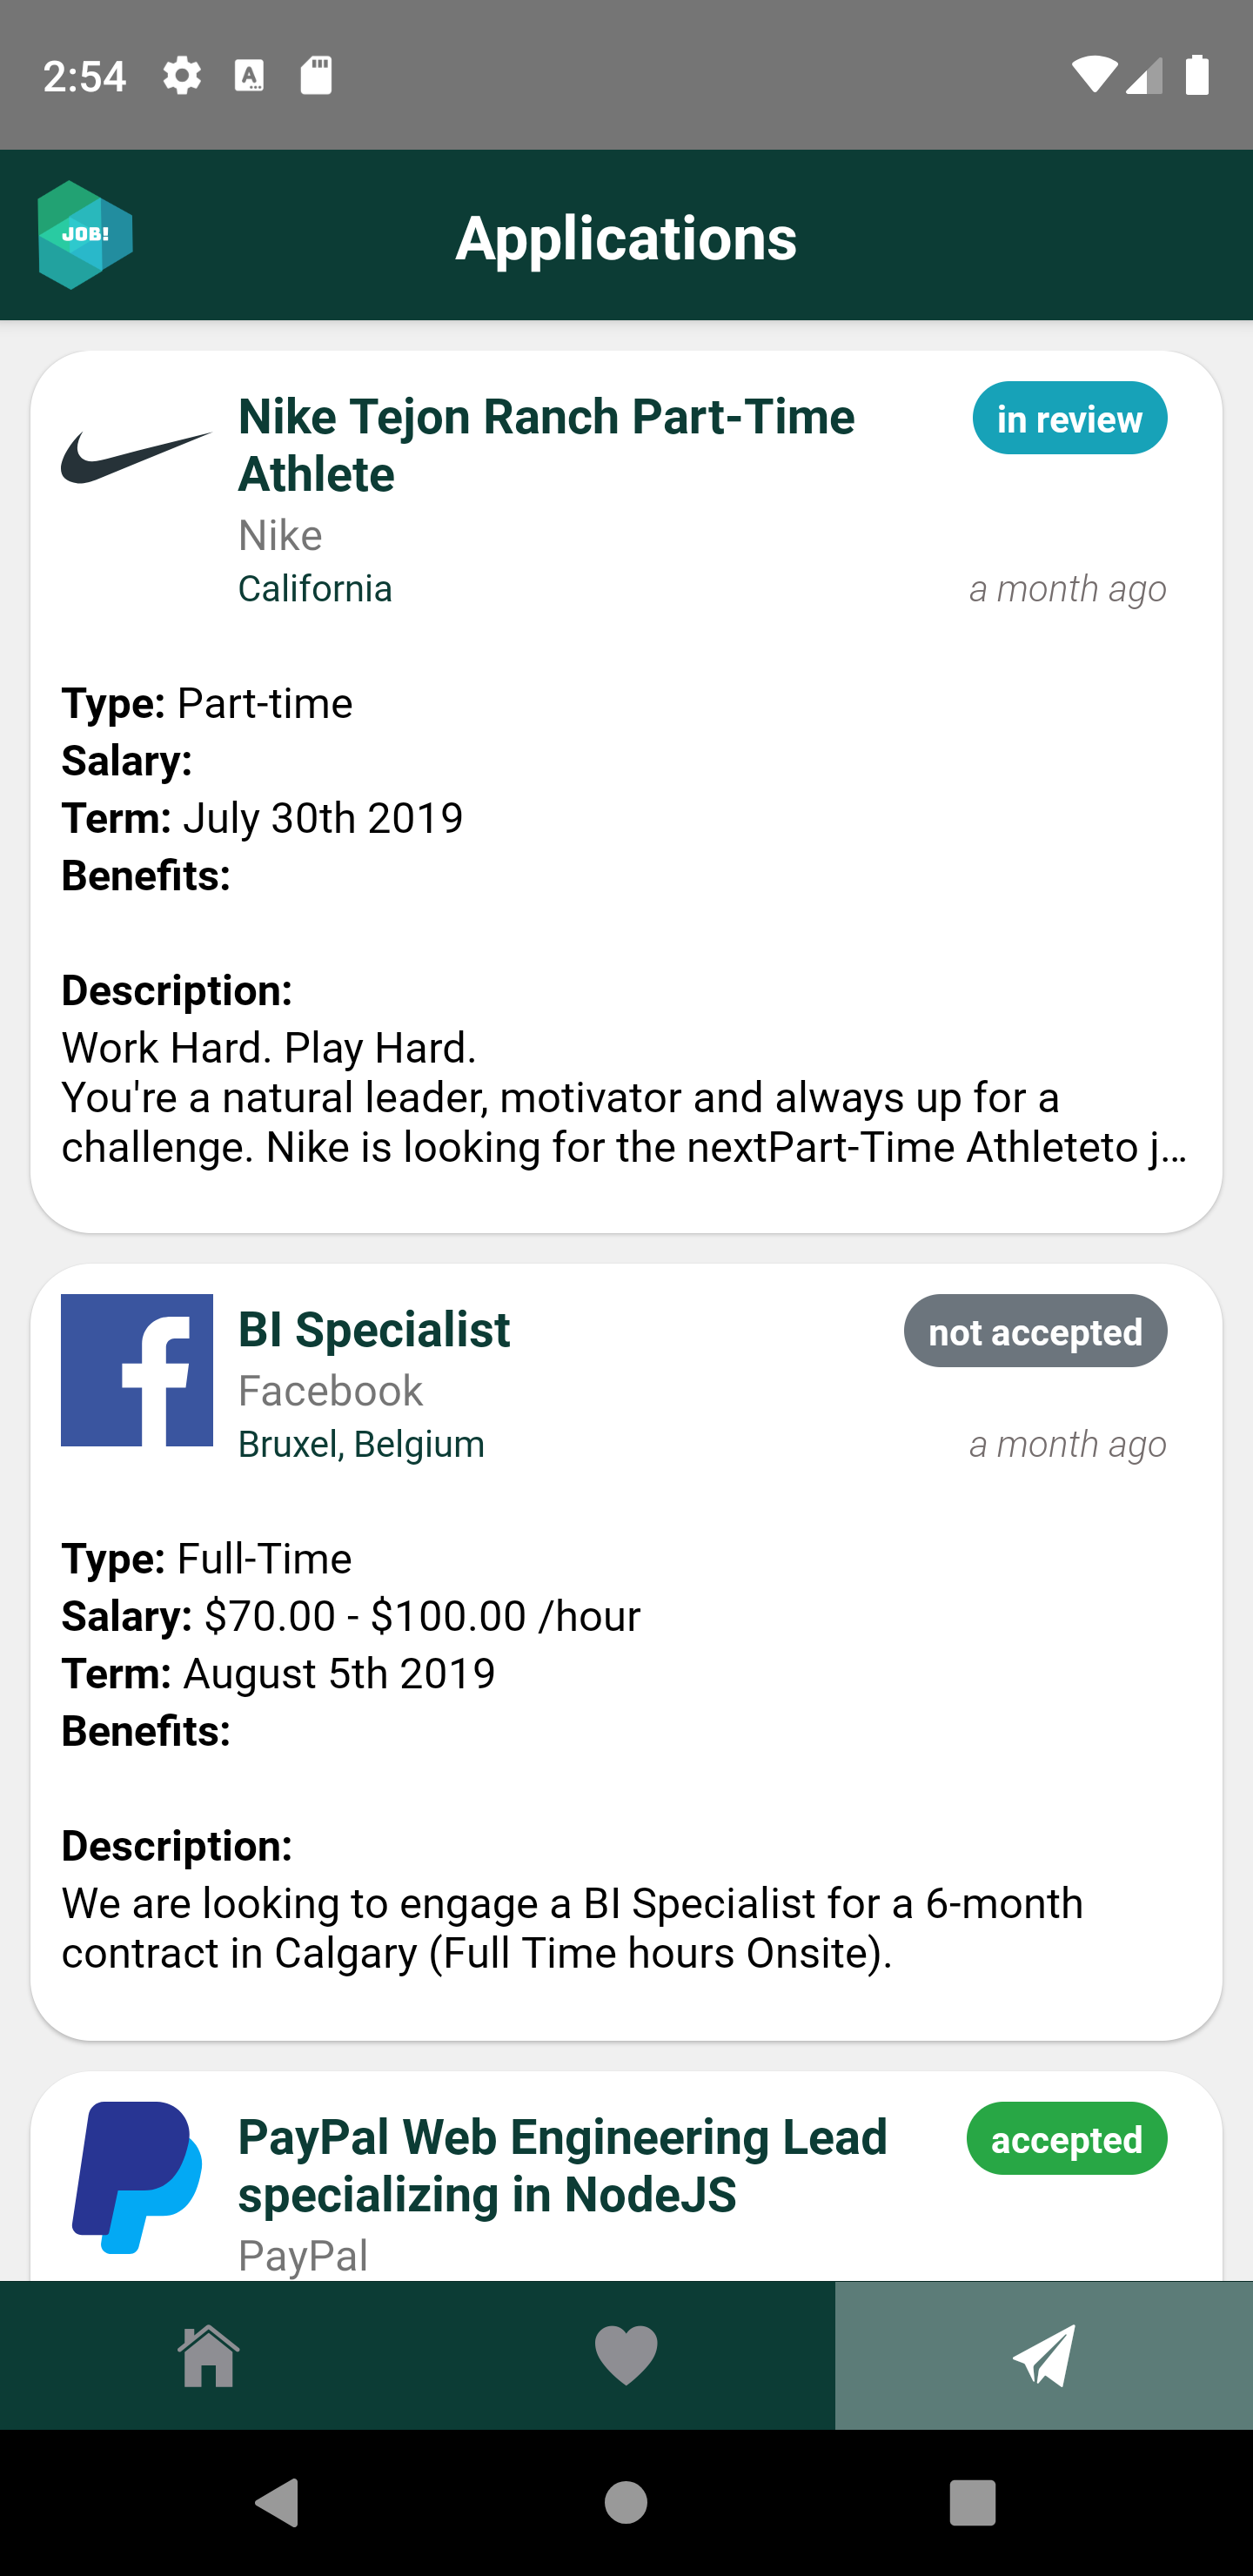 2:54
JOB!
Applications
Nike Tejon Ranch Part-Time
Athlete
in review
Nike
California
a month ago
Type: Part-time
Salary:
Term: July 30th 2019
Benefits:
Description:
Work Hard. Play Hard.
You're a natural leader, motivator and always up for a
challenge. Nike is looking for the nextPart-Time Athleteto j...
BI Specialist
not accepted
Facebook
Bruxel, Belgium
a month ago
Type: Full-Time
Salary: $70.00 - $100.00 /hour
Term: August 5th 2019
Benefits:
Description:
We are looking to engage a BI Specialist for a 6-month
contract in Calgary (Full Time hours Onsite).
PayPal Web Engineering Lead
specializing in NodeJS
accepted
PayPal